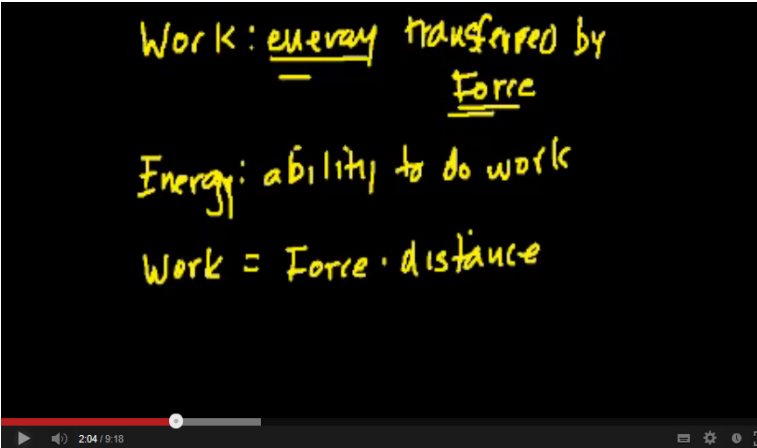 Work: energy transferred by
Force
Energy: ability to do work
Work = Force · distance
2:04 / 9:18